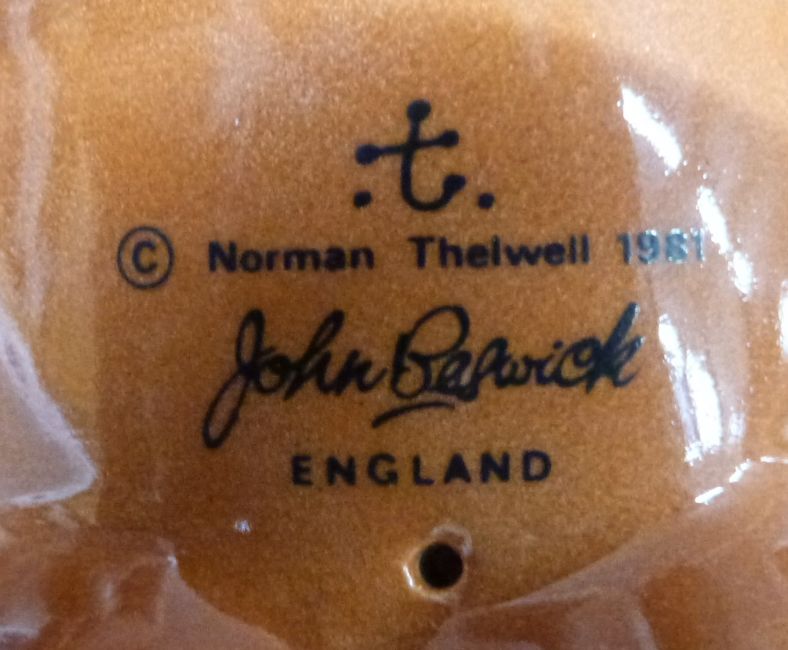 .t.
© Norman Thelwell 1981
John Beswick
ENGLAND